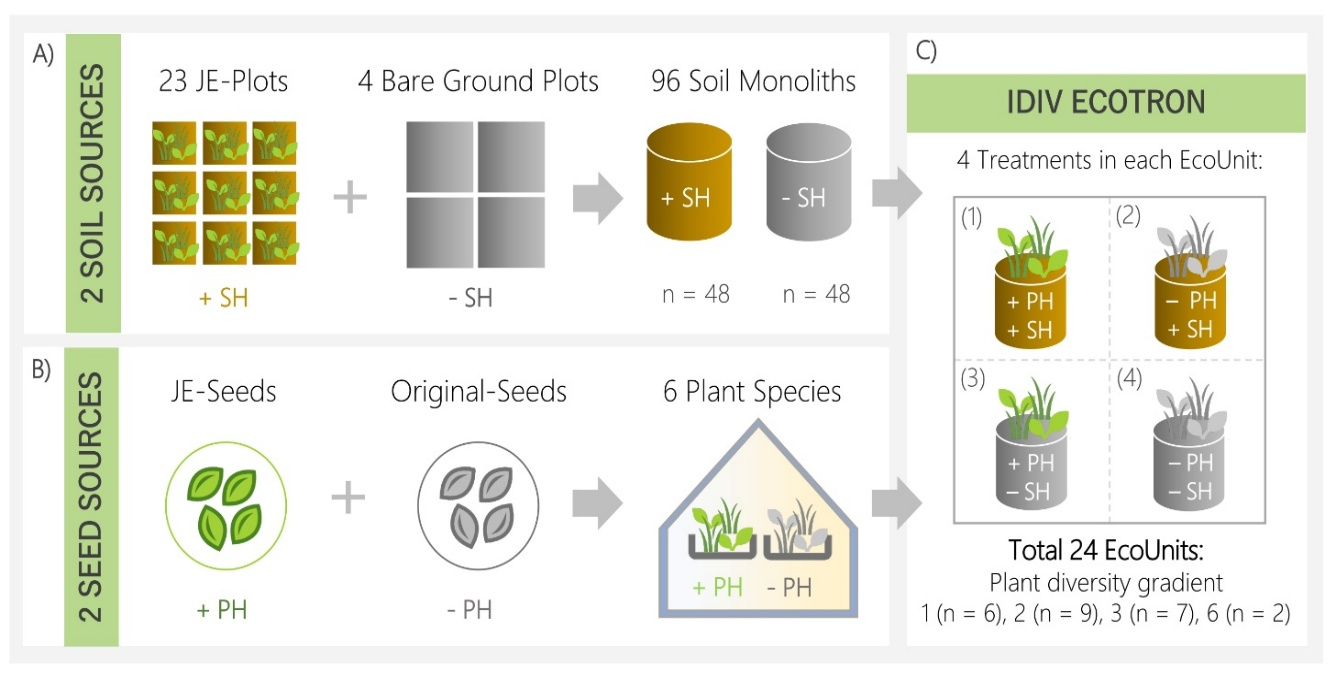 A)
2 SOIL SOURCES
23 JE-Plots
4 Bare Ground Plots
96 Soil Monoliths
+ SH
- SH
+ SH
- SH
n = 48
n = 48
B)
2 SEED SOURCES
JE-Seeds
Original-Seeds
6 Plant Species
+ PH
- PH
+ PH
- PH
C)
IDIV ECOTRON
4 Treatments in each EcoUnit:
(1)
+ PH
+ SH
(2)
– PH
+ SH
(3)
+ PH
– SH
(4)
– PH
– SH
Total 24 EcoUnits:
Plant diversity gradient
1 (n = 6), 2 (n = 9), 3 (n = 7), 6 (n = 2)